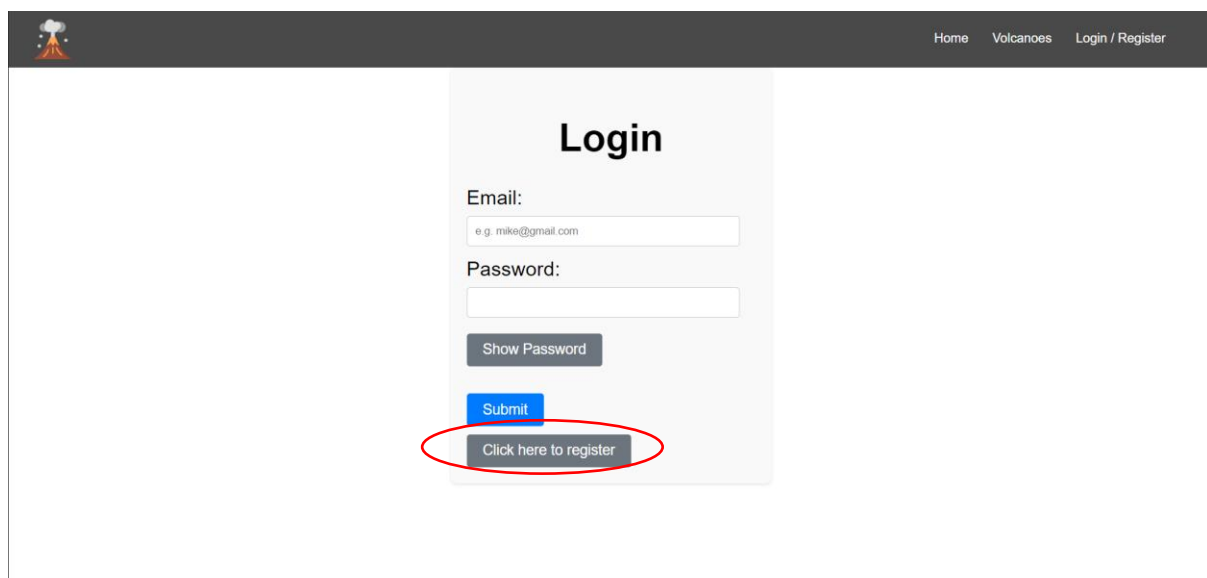 Home Volcanoes Login / Register
Login
Email:
e.g. mike@gmail.com
Password:
Show Password
Submit
Click here to register